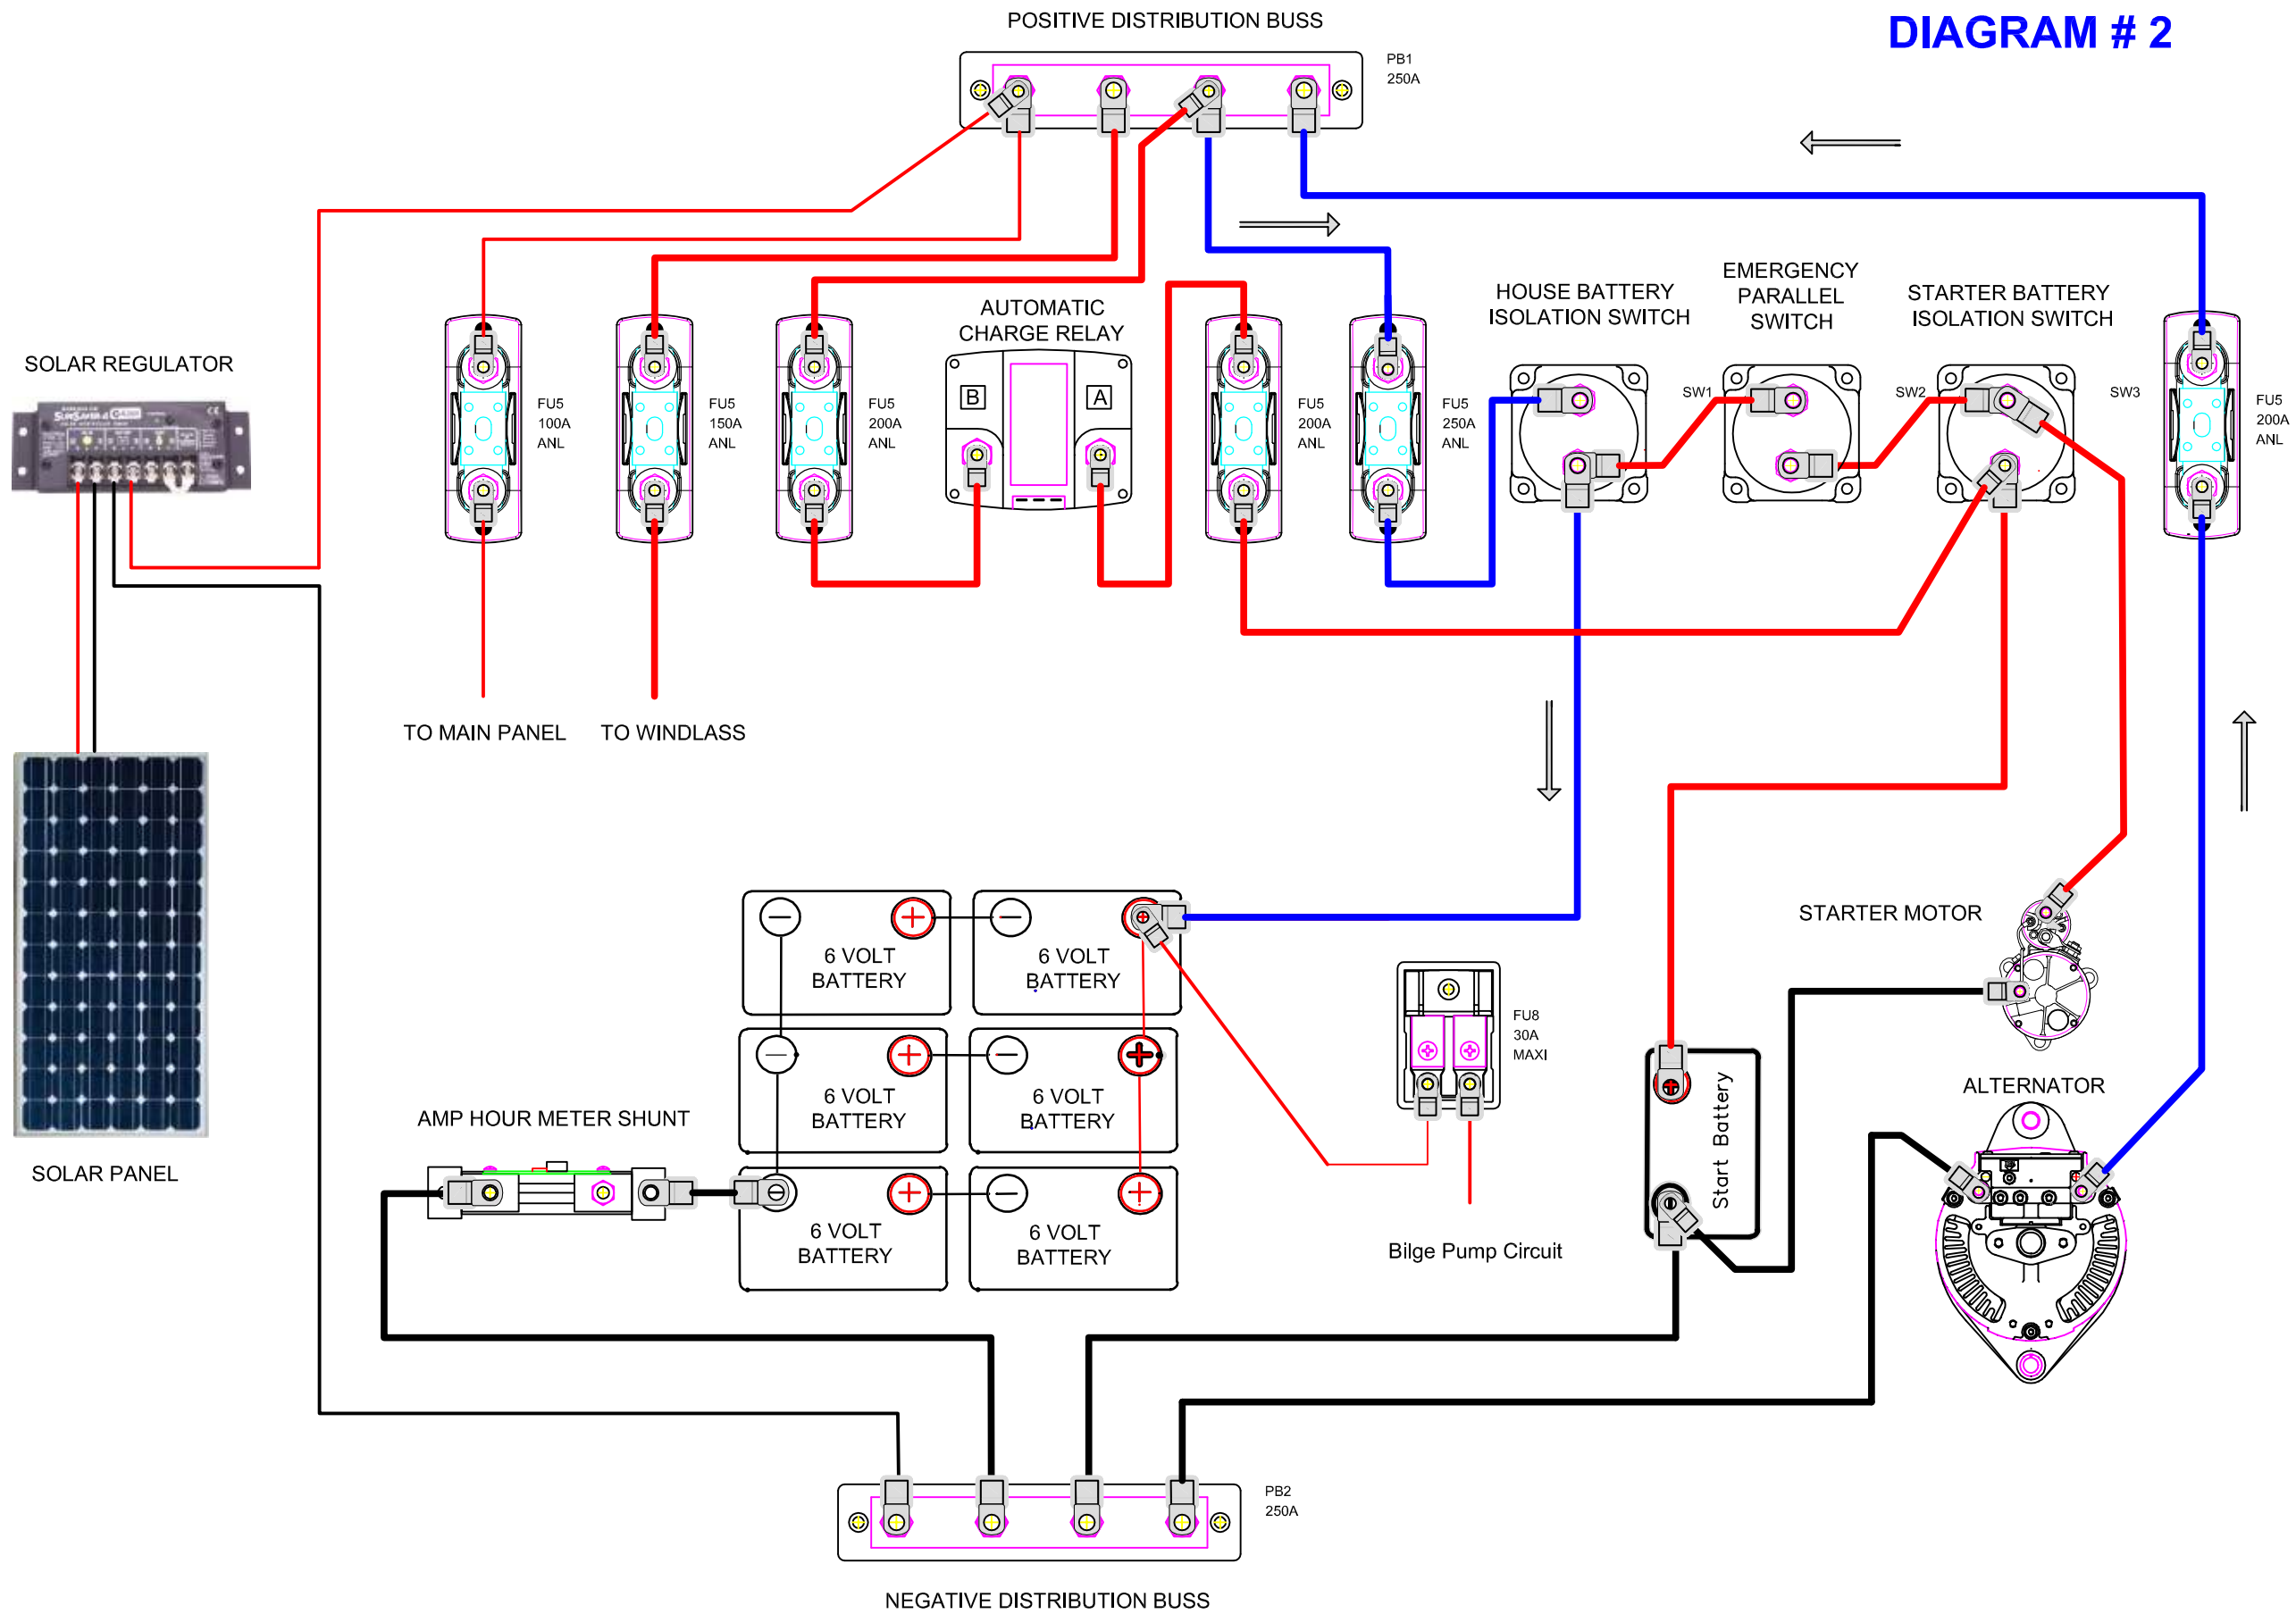 DIAGRAM # 2
POSITIVE DISTRIBUTION BUSS
PB1
250A
SOLAR REGULATOR
SUNSAVER
FU5
100A
ANL
FU5
150A
ANL
FU5
200A
ANL
AUTOMATIC
CHARGE RELAY
B
A
FU5
200A
ANL
FU5
250A
ANL
HOUSE BATTERY
ISOLATION SWITCH
SW1
EMERGENCY
PARALLEL
SWITCH
SW2
STARTER BATTERY
ISOLATION SWITCH
SW3
FU5
200A
ANL
TO MAIN PANEL
TO WINDLASS
STARTER MOTOR
6 VOLT
BATTERY
6 VOLT
BATTERY
6 VOLT
BATTERY
6 VOLT
BATTERY
6 VOLT
BATTERY
6 VOLT
BATTERY
FU8
30A
MAXI
Start Battery
ALTERNATOR
AMP HOUR METER SHUNT
SOLAR PANEL
Bilge Pump Circuit
PB2
250A
NEGATIVE DISTRIBUTION BUSS